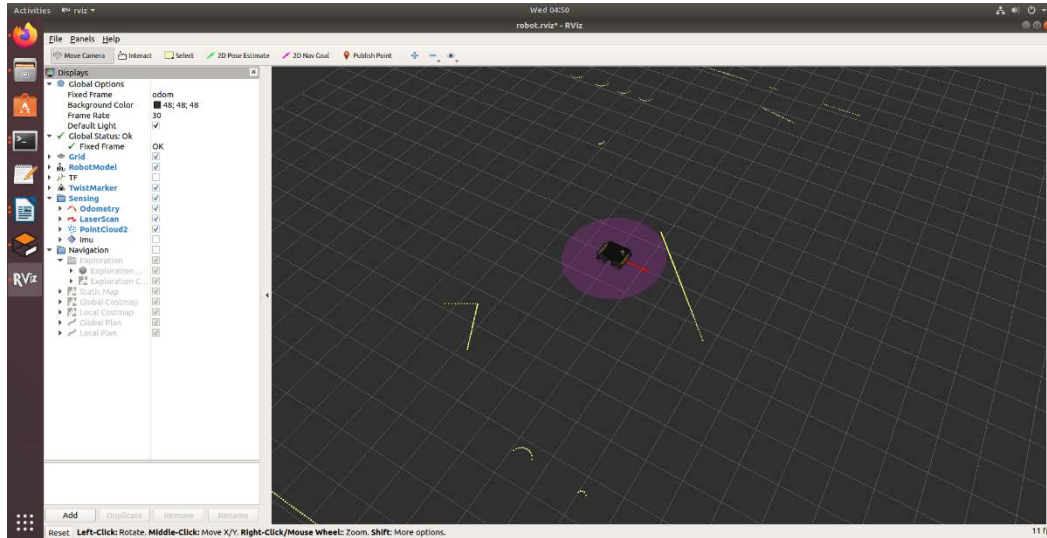 Activities rviz Wed 04:50
robot.rviz* - RViz
File Panels Help
Move Camera Interact Select 2D Pose Estimate 2D Nav Goal Publish Point
Displays
Global Options
Fixed Frame odom
Background Color 48; 48; 48
Frame Rate 30
Default Light
Global Status: Ok
Fixed Frame OK
Grid
RobotModel
TF
TwistMarker
Sensing
Odometry
LaserScan
PointCloud2
Imu
Navigation
Exploration
Exploration ...
Exploration C...
Static Map
Global Costmap
Local Costmap
Global Plan
Local Plan
RViz
Add Duplicate Remove Rename
Reset Left-Click: Rotate. Middle-Click: Move X/Y. Right-Click/Mouse Wheel:: Zoom. Shift: More options.